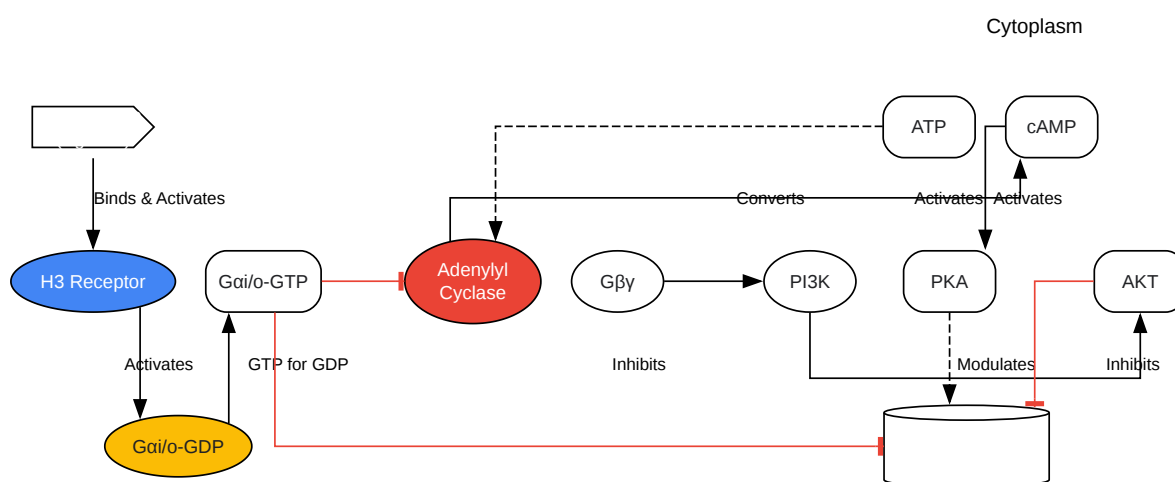 Cytoplasm
ATP
cAMP
Binds & Activates
Converts
Activates
Activates
H3 Receptor
Gαi/o-GTP
Adenylyl
Cyclase
Gβγ
PI3K
PKA
AKT
Activates
GTP for GDP
Inhibits
Modulates
Inhibits
Gαi/o-GDP